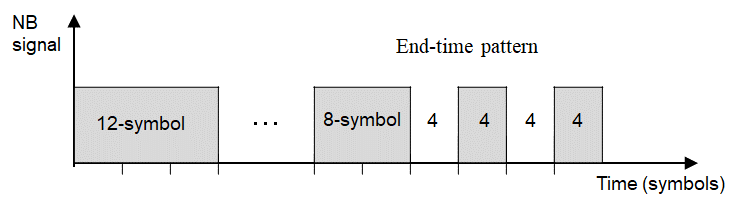 NB
signal
End-time pattern
12-symbol
...
8-symbol
4
4
4
4
Time (symbols)